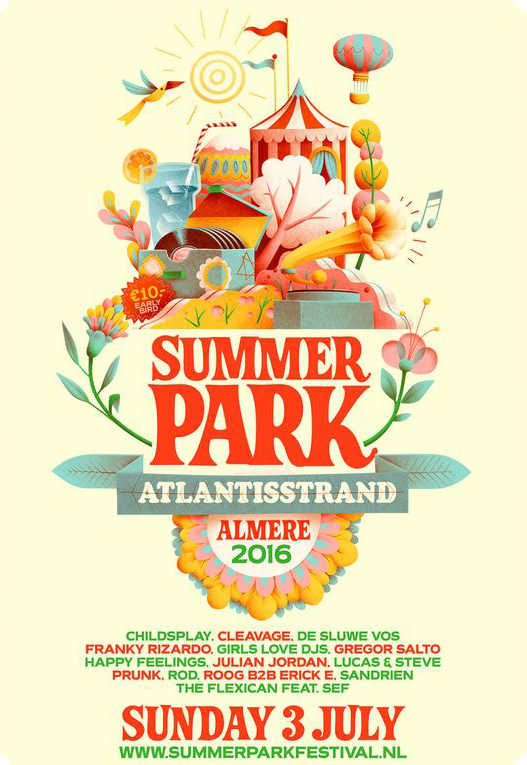 €10.-
EARLY
BIRD
SUMMER
PARK
ATLANTISSTRAND
ALMERE
2016
CHILDSPLAY, CLEAVAGE, DE SLUWE VOS
FRANKY RIZARDO, GIRLS LOVE DJS, GREGOR SALTO
HAPPY FEELINGS, JULIAN JORDAN, LUCAS & STEVE
PRUNK, ROD, ROOG B2B ERICK E, SANDRIEN
THE FLEXICAN FEAT. SEF
SUNDAY 3 JULY
WWW.SUMMERPARKFESTIVAL.NL